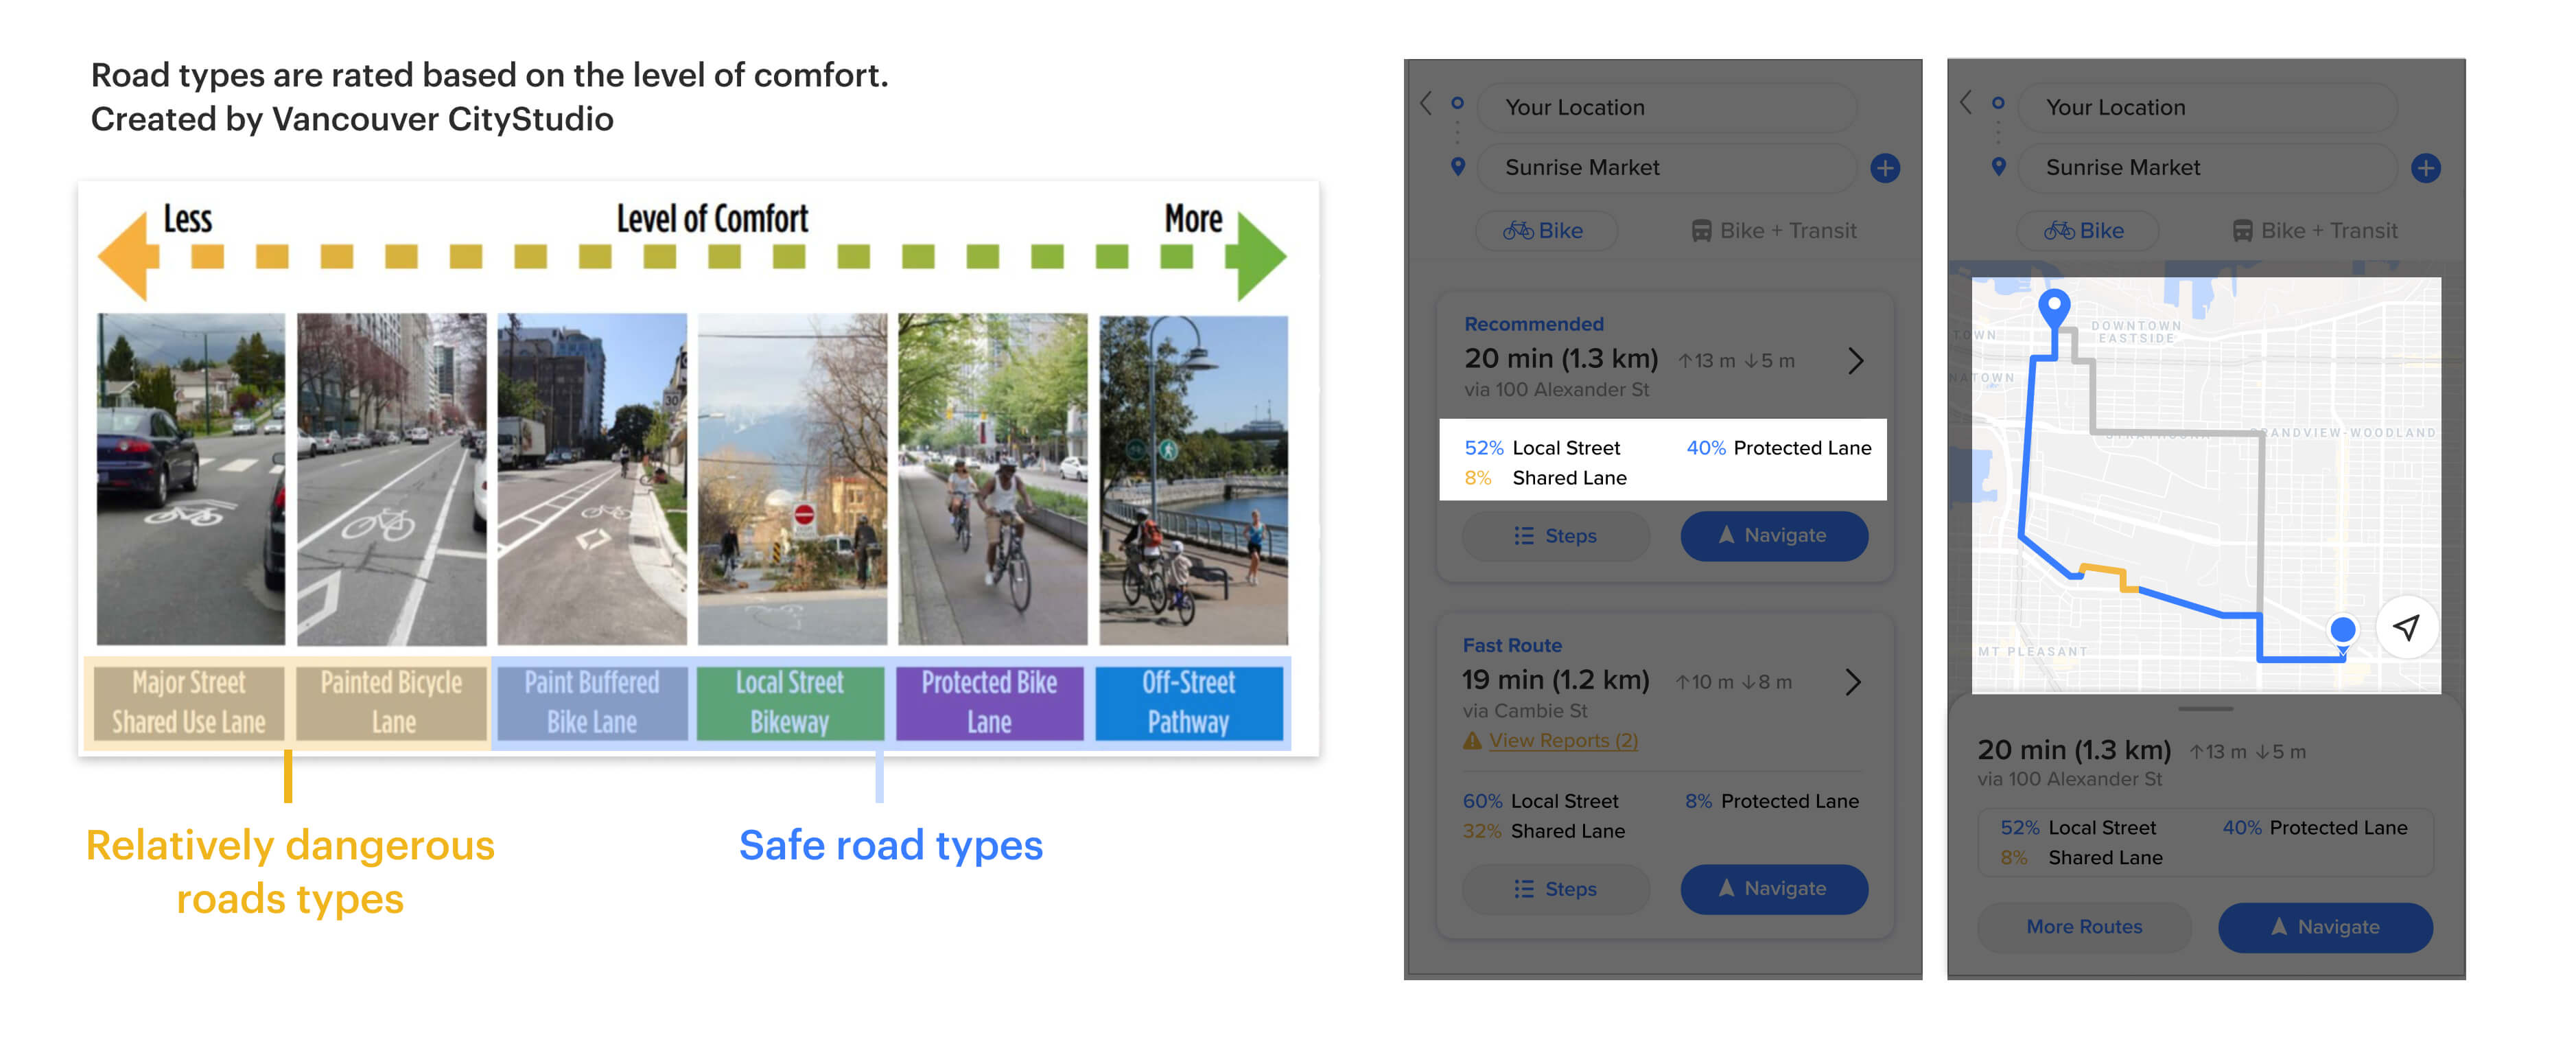 Road types are rated based on the level of comfort.
Created by Vancouver CityStudio
Less
Level of Comfort
More
Major Street
Shared Use Lane
Painted Bicycle
Lane
Paint Buffered
Bike Lane
Local Street
Bikeway
Protected Bike
Lane
Off-Street
Pathway
Relatively dangerous
roads types
Safe road types
Your Location
Sunrise Market
Bike
Bike + Transit
Recommended
20 min (1.3 km) ↑13 m ↓5 m
via 100 Alexander St
52% Local Street 40% Protected Lane
8% Shared Lane
Steps
Navigate
Fast Route
19 min (1.2 km) ↑10 m ↓8 m
via Cambie St
View Reports (2)
60% Local Street 8% Protected Lane
32% Shared Lane
Steps
Navigate
Your Location
Sunrise Market
Bike
Bike + Transit
DOWNTOWN
EASTSIDE
TOWN
NATOWN
RANDVIEW-WOODLAND
MT PLEASANT
20 min (1.3 km) ↑13 m ↓5 m
via 100 Alexander St
52% Local Street 40% Protected Lane
8% Shared Lane
More Routes
Navigate